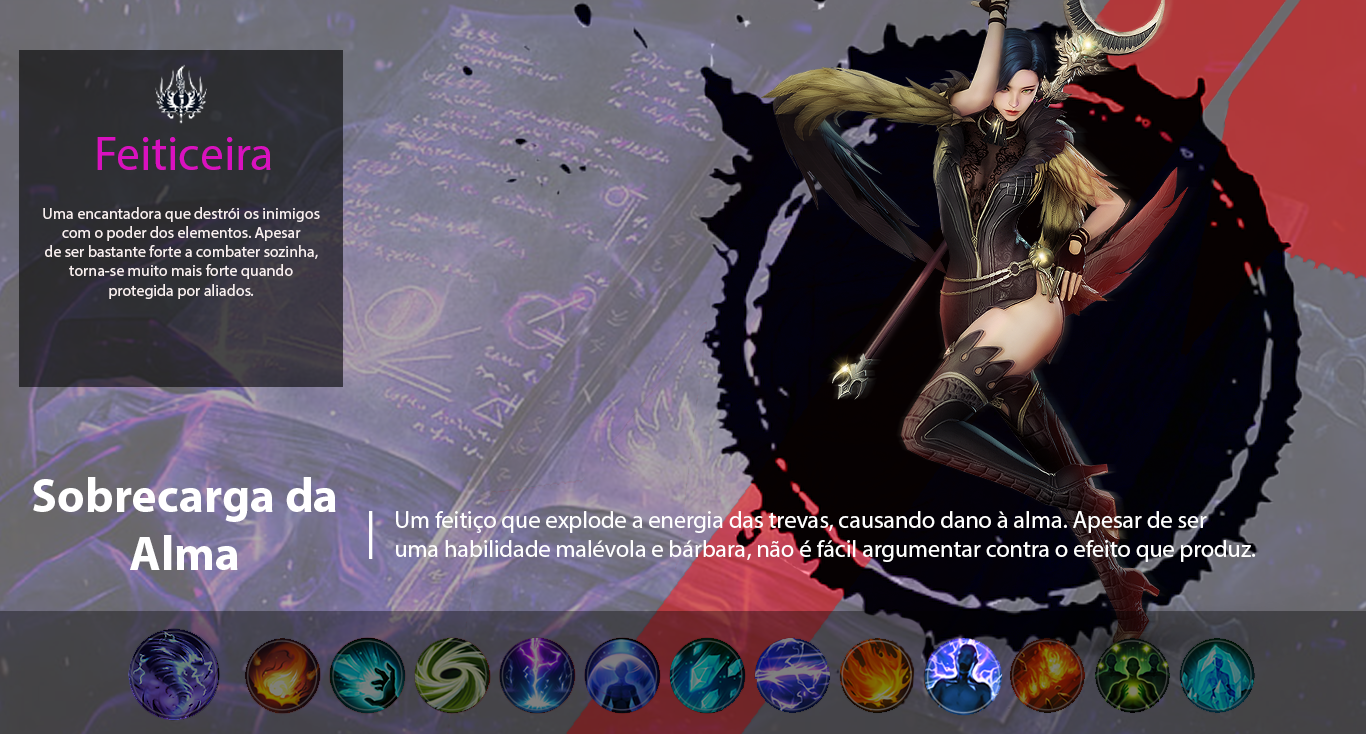 Feiticeira
Uma encantadora que destrói os inimigos
com o poder dos elementos. Apesar
de ser bastante forte a combater sozinha,
torna-se muito mais forte quando
protegida por aliados.
Sobrecarga da
Alma
Um feitiço que explode a energia das trevas, causando dano à alma. Apesar de ser
uma habilidade malévola e bárbara, não é fácil argumentar contra o efeito que produz.